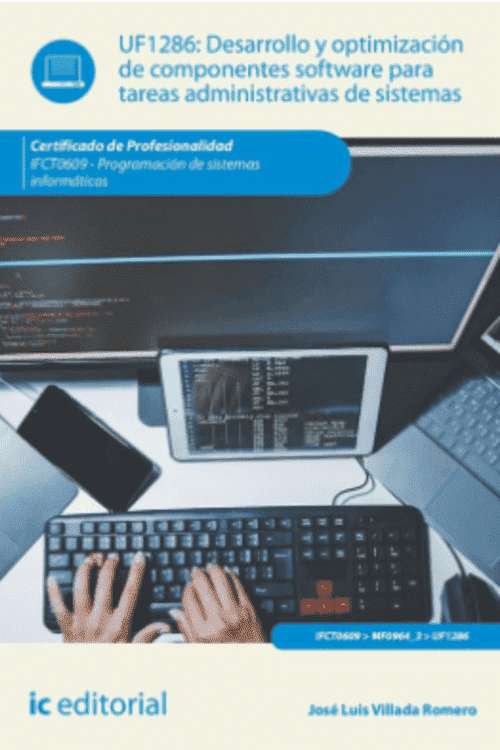 UF1286: Desarrollo y optimización
de componentes software para
tareas administrativas de sistemas
Certificado de Profesionalidad
IFCT0609 - Programación de sistemas
informáticos
IFCT0609 > MF0964_3 > UF1286
ic editorial
José Luis Villada Romero